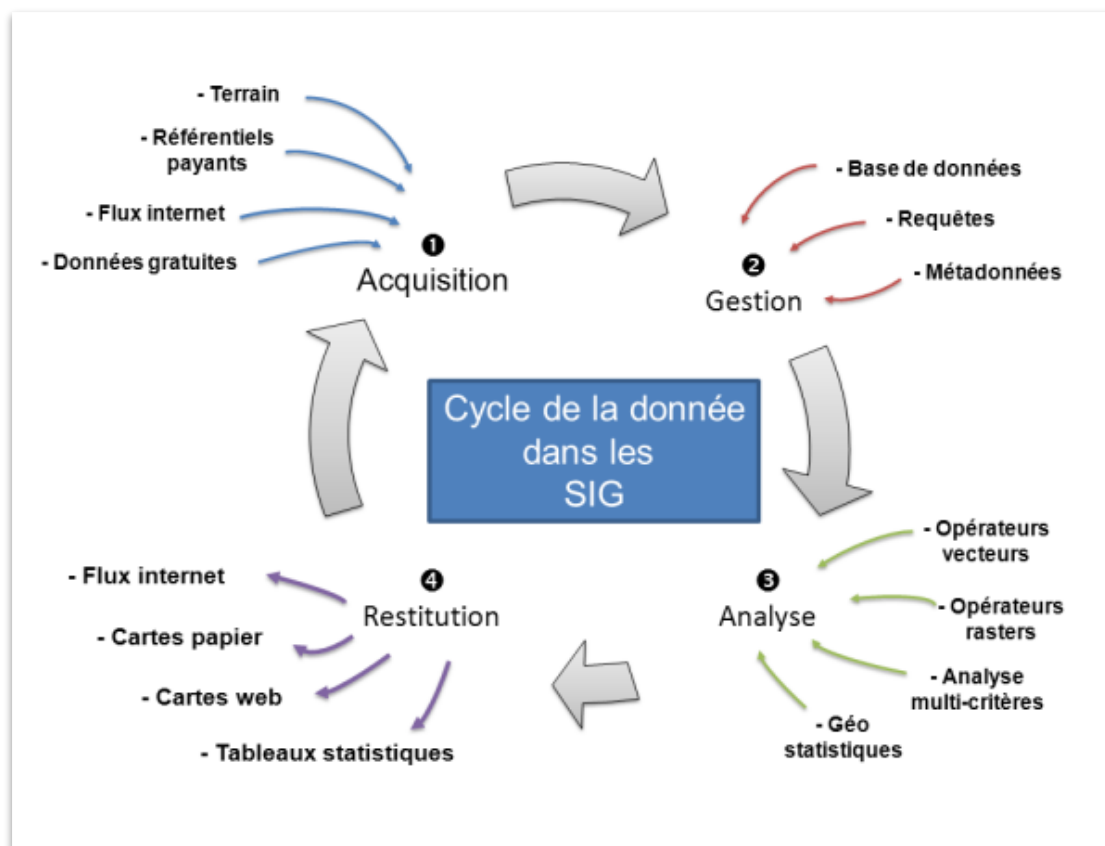 - Terrain
- Référentiels
payants
- Flux internet
- Données gratuites
❶
Acquisition
- Base de données
- Requêtes
- Métadonnées
❷
Gestion
Cycle de la donnée
dans les
SIG
- Opérateurs
vecteurs
- Opérateurs
rasters
- Analyse
multi-critères
- Géo
statistiques
❸
Analyse
❹
Restitution
- Flux internet
- Cartes papier
- Cartes web
- Tableaux statistiques